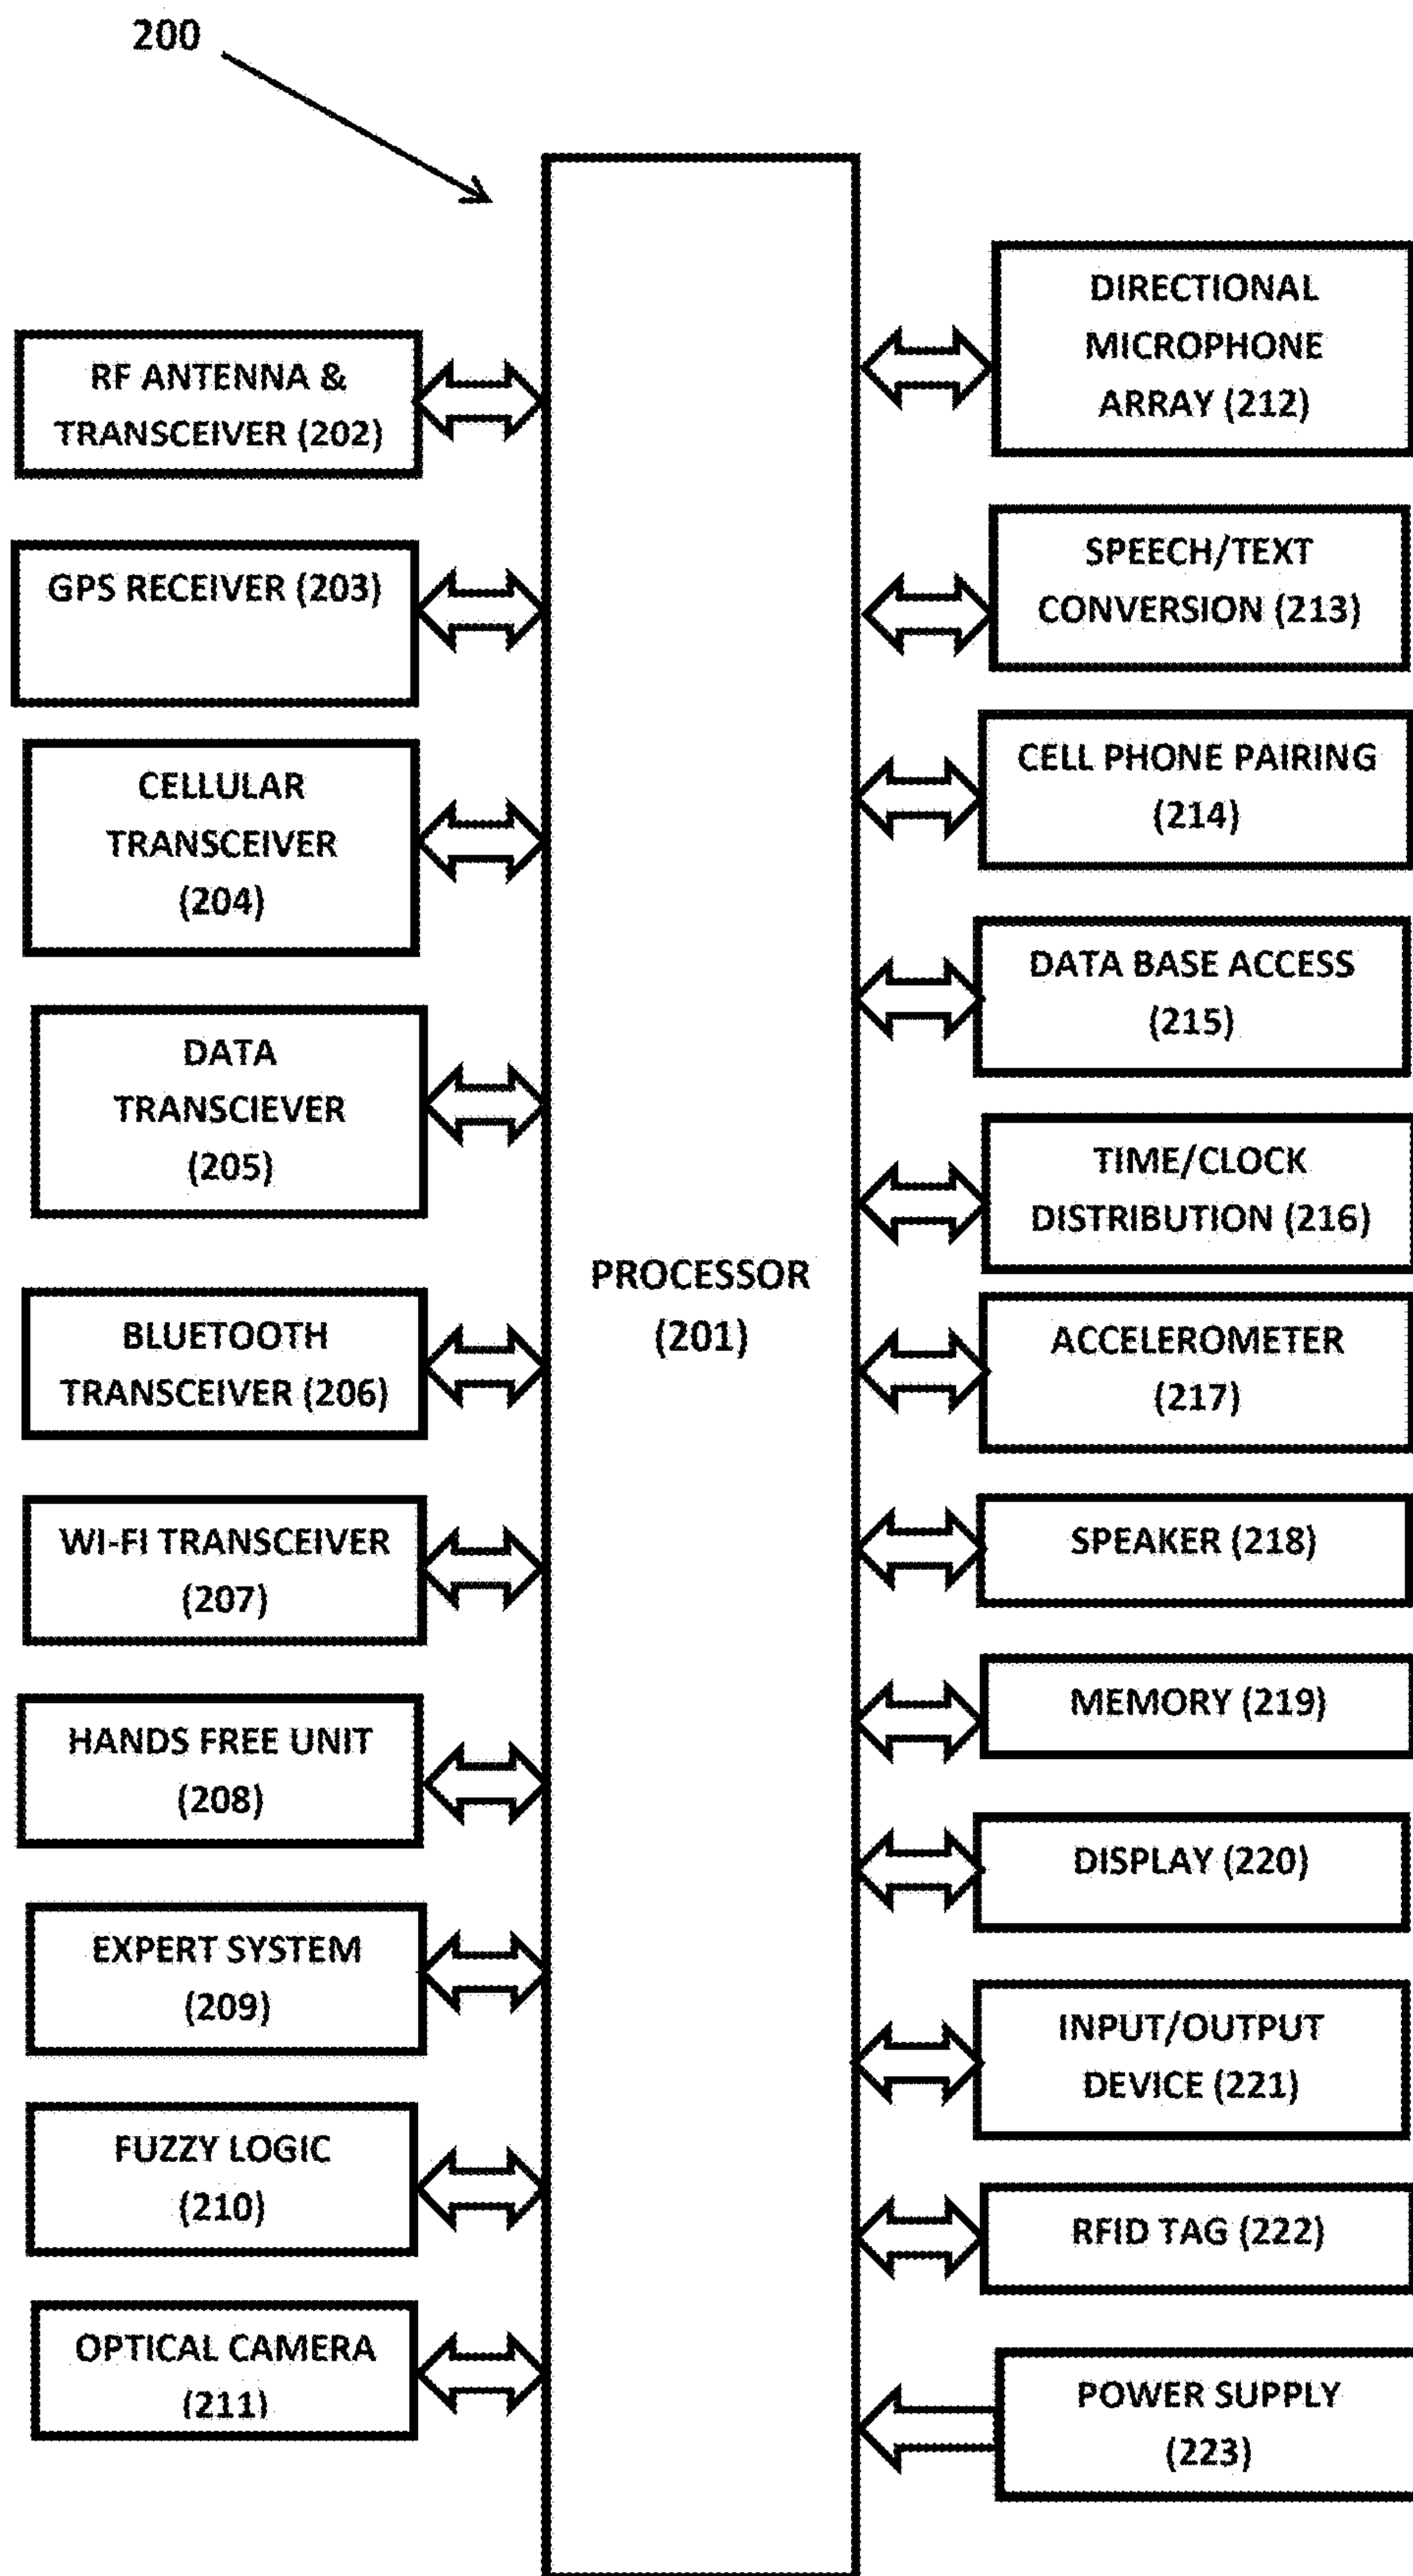 200
RF ANTENNA &
TRANSCEIVER (202)
GPS RECEIVER (203)
CELLULAR
TRANSCEIVER
(204)
DATA
TRANSCIEVER
(205)
BLUETOOTH
TRANSCEIVER (206)
WI-FI TRANSCEIVER
(207)
HANDS FREE UNIT
(208)
EXPERT SYSTEM
(209)
FUZZY LOGIC
(210)
OPTICAL CAMERA
(211)
PROCESSOR
(201)
DIRECTIONAL
MICROPHONE
ARRAY (212)
SPEECH/TEXT
CONVERSION (213)
CELL PHONE PAIRING
(214)
DATA BASE ACCESS
(215)
TIME/CLOCK
DISTRIBUTION (216)
ACCELEROMETER
(217)
SPEAKER (218)
MEMORY (219)
DISPLAY (220)
INPUT/OUTPUT
DEVICE (221)
RFID TAG (222)
POWER SUPPLY
(223)